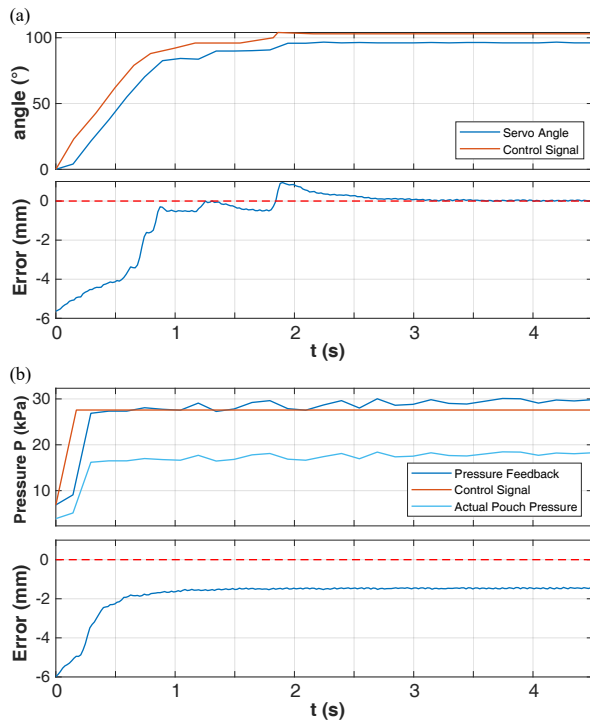 (a)
angle (°)
100
50
0
Servo Angle
Control Signal
Error (mm)
0
-2
-4
-6
0 1 2 3 4
t (s)
(b)
Pressure P (kPa)
30
20
10
Pressure Feedback
Control Signal
Actual Pouch Pressure
Error (mm)
0
-2
-4
-6
0 1 2 3 4
t (s)